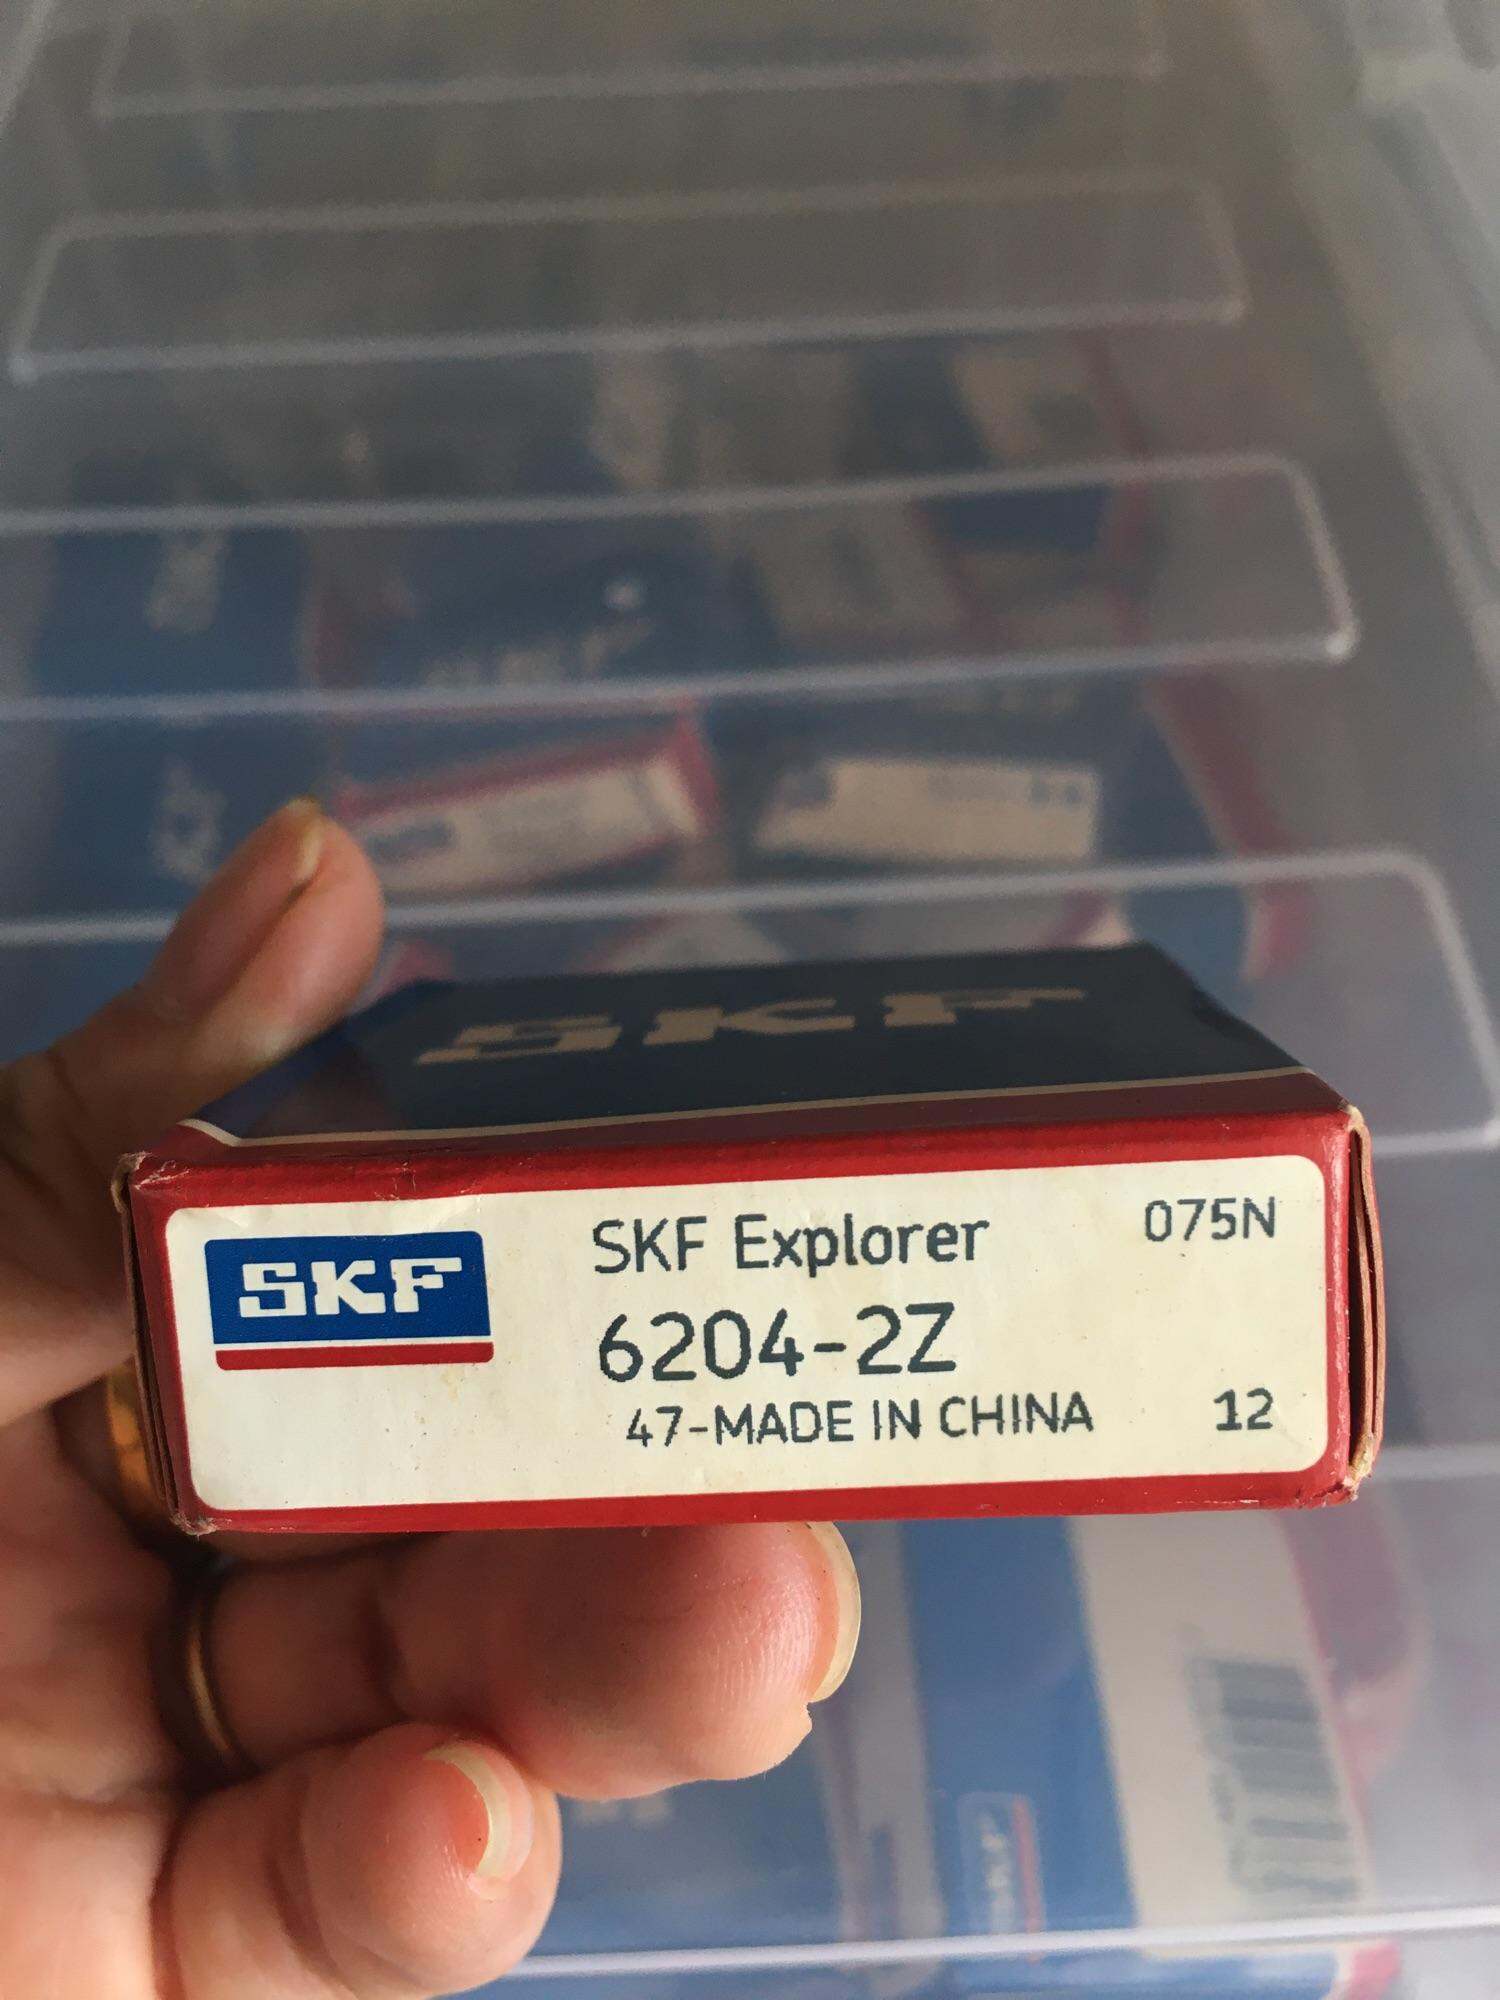 SKF
SKF
SKF Explorer
075N
6204-2Z
47-MADE IN CHINA
12